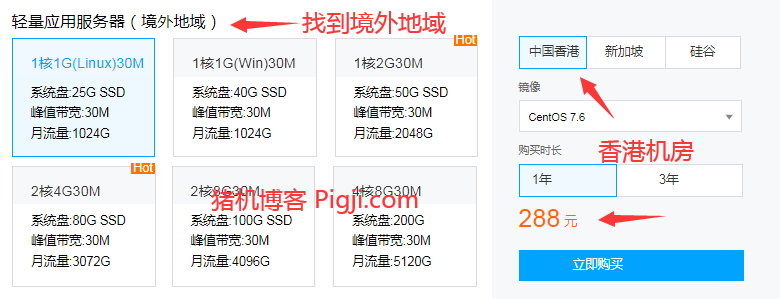 轻量应用服务器（境外地域）
找到境外地域
1核1G(Linux)30M
系统盘:25G SSD
峰值带宽:30M
月流量:1024G
1核1G(Win)30M
系统盘:40G SSD
峰值带宽:30M
月流量:1024G
Hot
1核2G30M
系统盘:50G SSD
峰值带宽:30M
月流量:2048G
Hot
2核4G30M
系统盘:80G SSD
峰值带宽:30M
月流量:3072G
2核8G30M
系统盘:100G SSD
峰值带宽:30M
月流量:4096G
4核8G30M
系统盘:200G
峰值带宽:30M
月流量:5120G
猪机博客 Pigji.com
中国香港
新加坡
硅谷
镜像
CentOS 7.6
购买时长
香港机房
1年
3年
288 元
立即购买